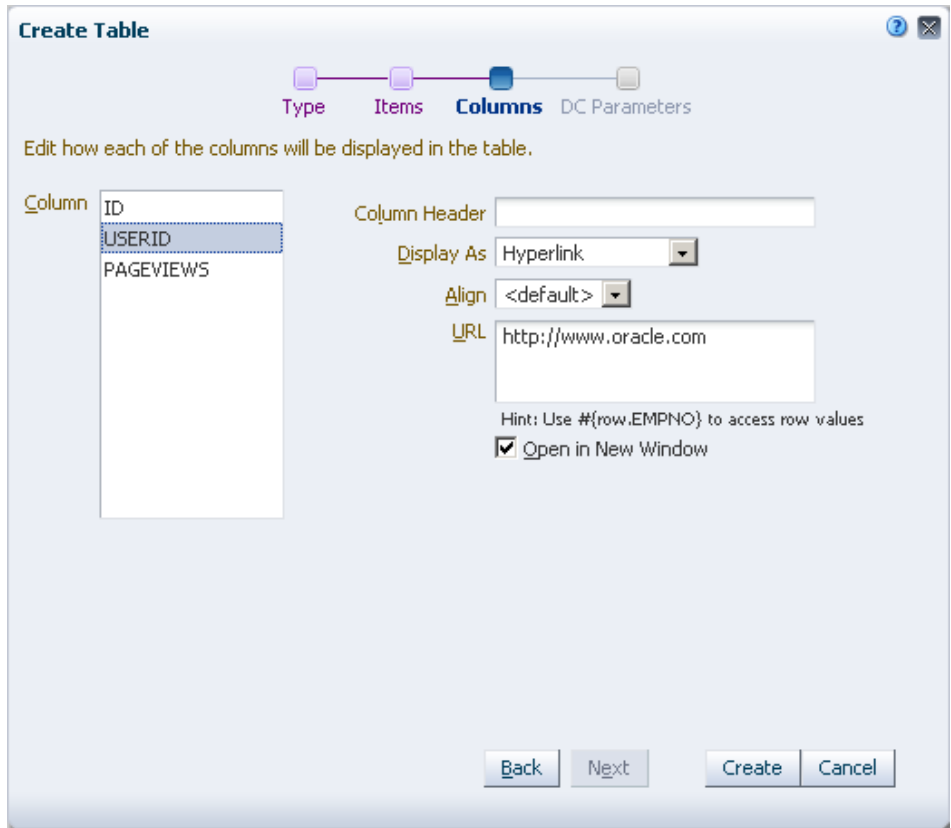 Create Table
Type Items Columns DC Parameters
Edit how each of the columns will be displayed in the table.
Column
ID
USERID
PAGEVIEWS
Column Header
Display As Hyperlink
Align <default>
URL http://www.oracle.com
Hint: Use #{row.EMPNO} to access row values
Open in New Window
Back Next Create Cancel